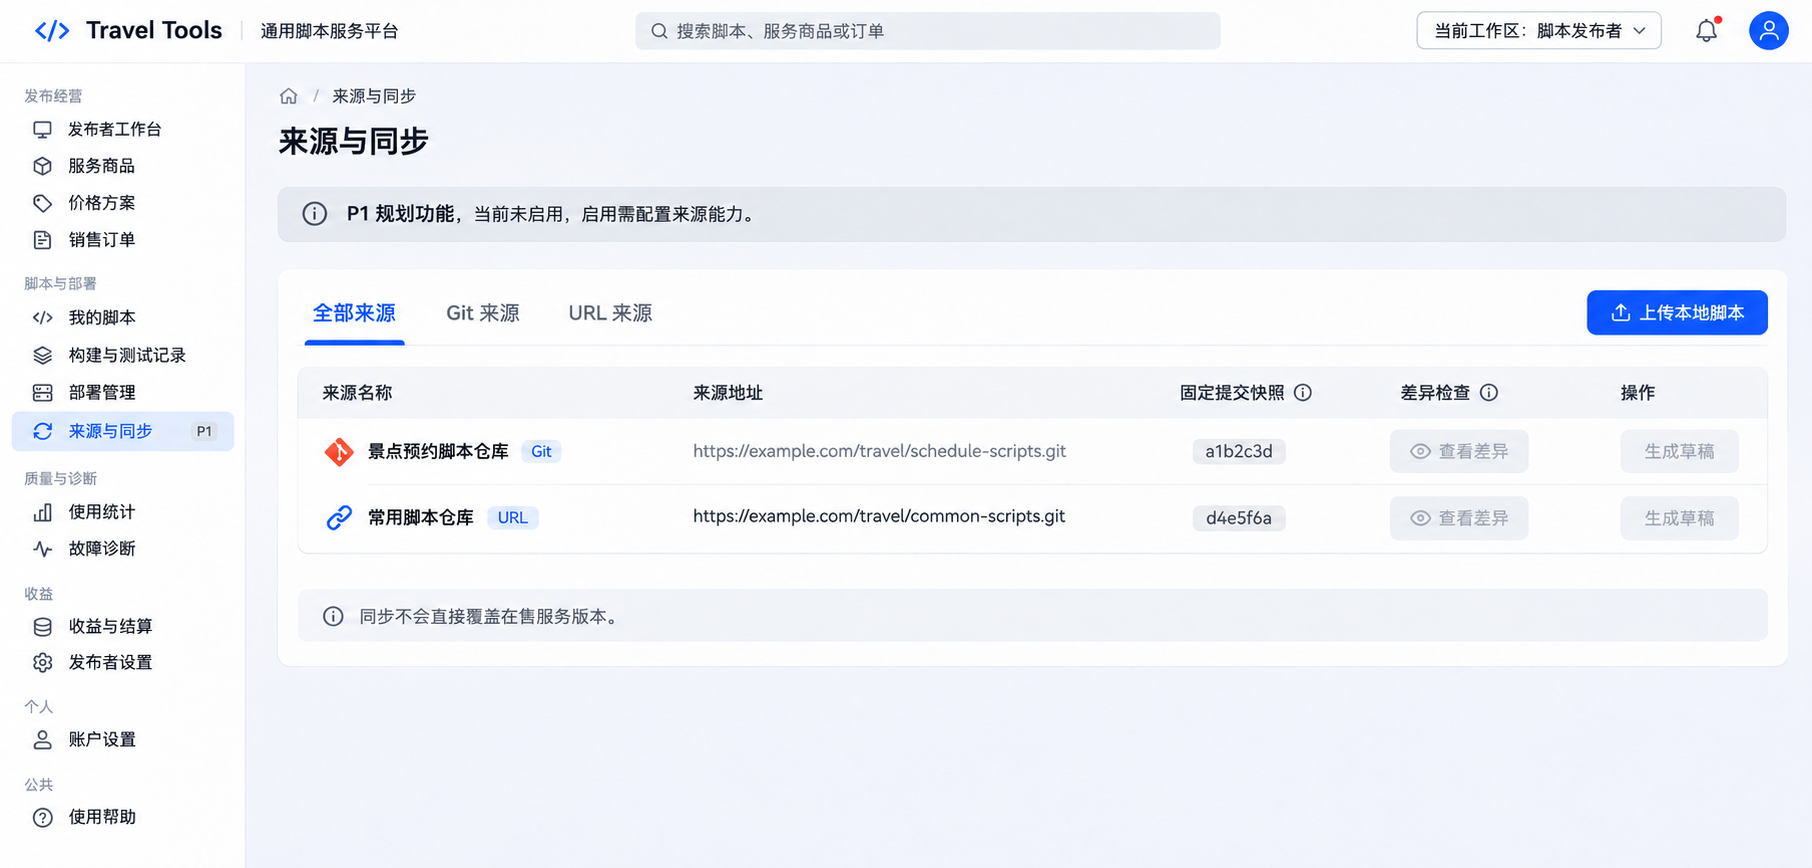 Travel Tools
通用脚本服务平台
搜索脚本、服务商品或订单
当前工作区：脚本发布者
发布经营
发布者工作台
服务商品
价格方案
销售订单
脚本与部署
我的脚本
构建与测试记录
部署管理
来源与同步 P1
质量与诊断
使用统计
故障诊断
收益
收益与结算
发布者设置
个人
账户设置
公共
使用帮助
/ 来源与同步
来源与同步
P1 规划功能，当前未启用，启用需配置来源能力。
全部来源 Git 来源 URL 来源
上传本地脚本
来源名称 来源地址 固定提交快照 差异检查 操作
景点预约脚本仓库 Git https://example.com/travel/schedule-scripts.git a1b2c3d 查看差异 生成草稿
常用脚本仓库 URL https://example.com/travel/common-scripts.git d4e5f6a 查看差异 生成草稿
同步不会直接覆盖在售服务版本。